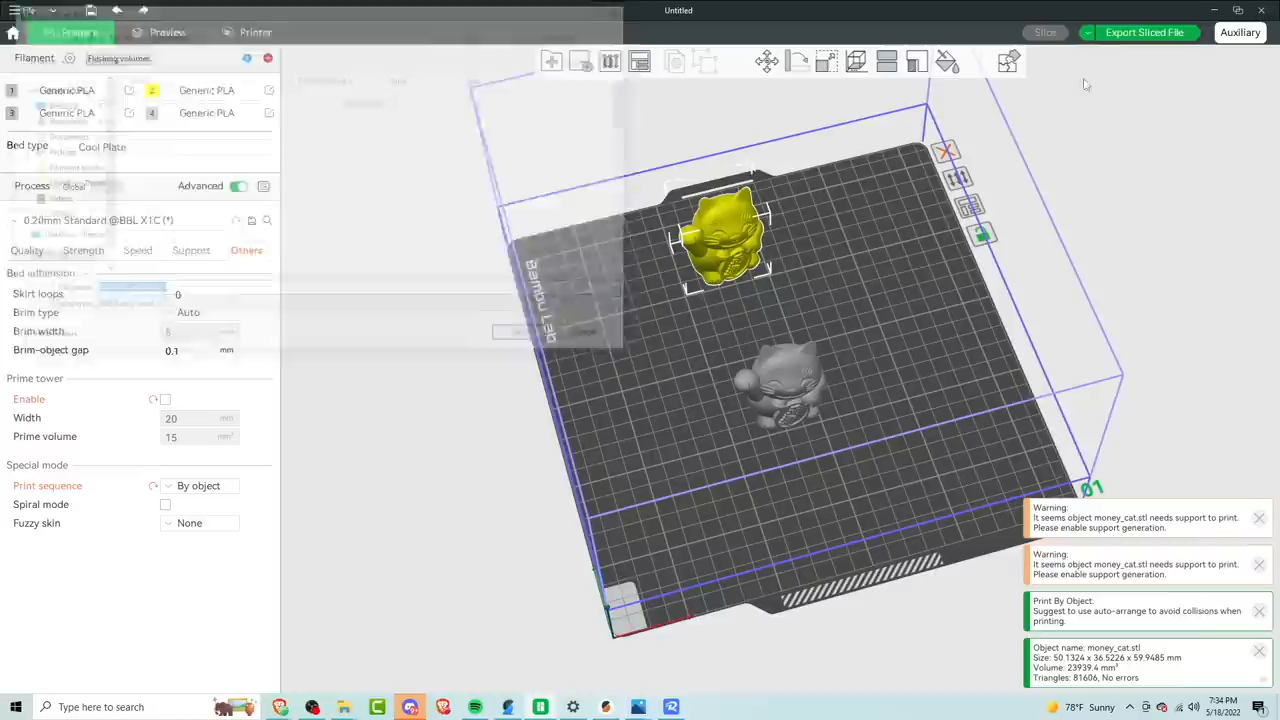 Untitled
Preview
Printer
Slice
Export Sliced File
Auxiliary
Filament
Flushing volumes
1 Generic PLA
2 Generic PLA
3 Generic PLA
4 Generic PLA
Bed type
Cool Plate
Process
Global
Advanced
0.20mm Standard @BBL X1C (*)
Quality
Strength
Speed
Support
Others
Bed adhension
Skirt loops
0
Brim type
Auto
Brim width
5
mm
Brim-object gap
0.1
mm
Prime tower
Enable
Width
20
mm
Prime volume
15
mm³
Special mode
Print sequence
By object
Spiral mode
Fuzzy skin
None
Bambu Lab
01
Warning:
It seems object money_cat.stl needs support to print.
Please enable support generation.
Warning:
It seems object money_cat.stl needs support to print.
Please enable support generation.
Print By Object:
Suggest to use auto-arrange to avoid collisions when
printing.
Object name: money_cat.stl
Size: 50.1324 x 36.5226 x 59.9485 mm
Volume: 23939.4 mm³
Triangles: 81606, No errors
Type here to search
78°F Sunny
7:34 PM
5/18/2022